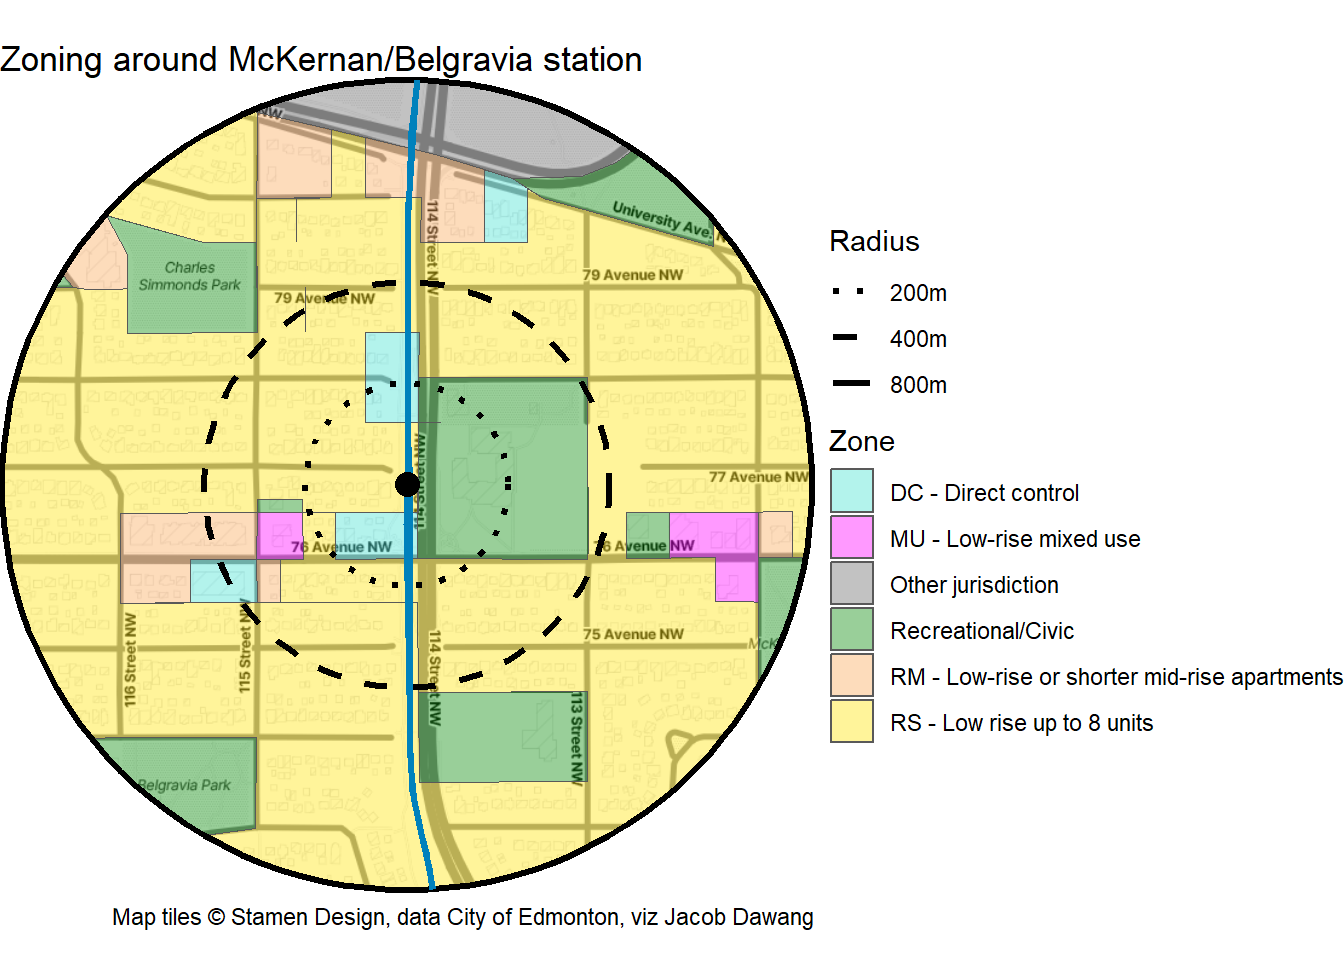 Zoning around McKernan/Belgravia station
NW
University Ave. N
114 Street NW
Charles
Simmonds Park
79 Avenue NW
79 Avenue NW
114 Street NW
77 Avenue NW
76 Avenue NW
76 Avenue NW
116 Street NW
115 Street NW
114 Street NW
75 Avenue NW
McK
113 Street NW
Belgravia Park
Radius
200m
400m
800m
Zone
DC - Direct control
MU - Low-rise mixed use
Other jurisdiction
Recreational/Civic
RM - Low-rise or shorter mid-rise apartments
RS - Low rise up to 8 units
Map tiles © Stamen Design, data City of Edmonton, viz Jacob Dawang